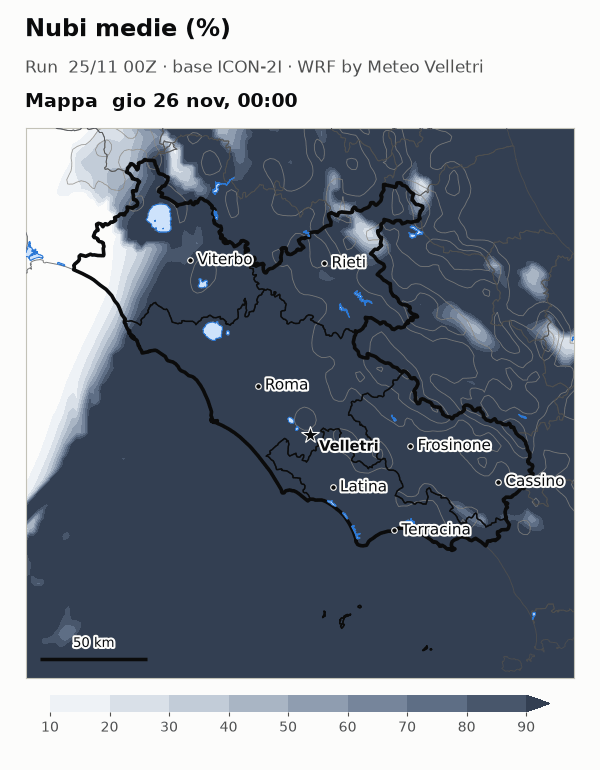 Nubi medie (%)
Run  25/11 00Z · base ICON-2I · WRF by Meteo Velletri
Mappa  gio 26 nov, 00:00
Viterbo
Rieti
Roma
Velletri
Frosinone
Cassino
Latina
Terracina
50 km
10 20 30 40 50 60 70 80 90